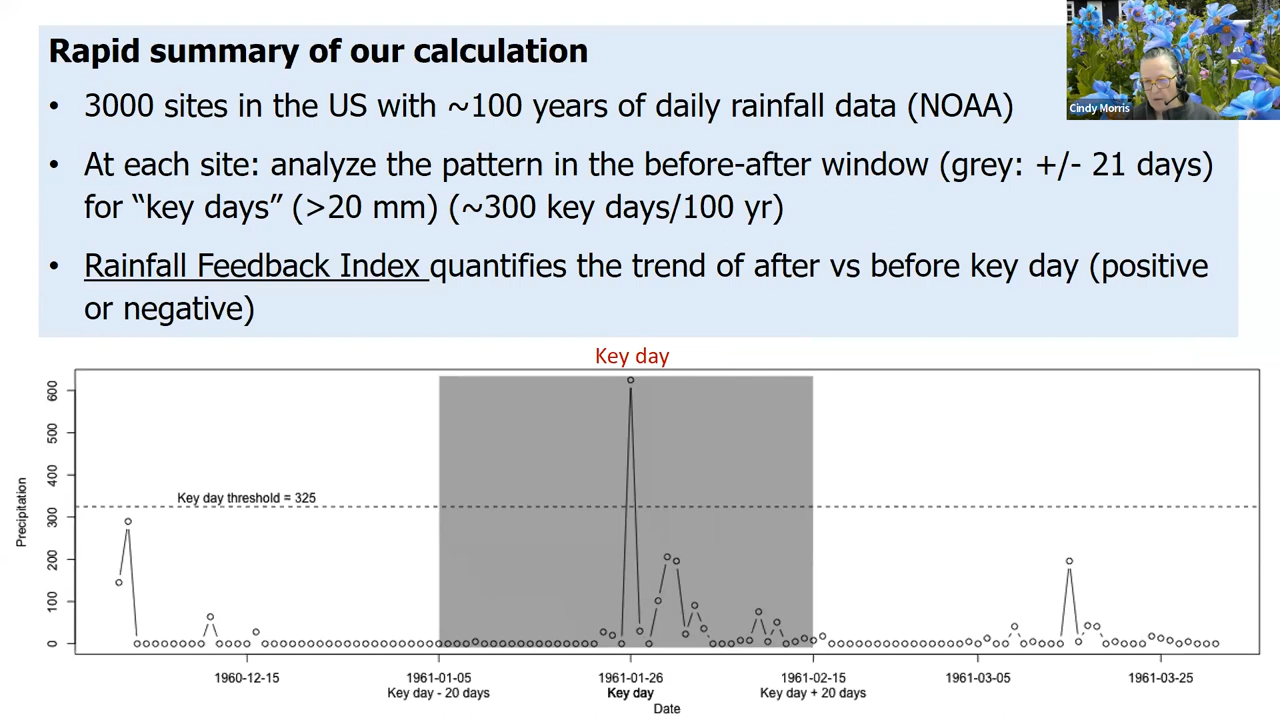 Rapid summary of our calculation
• 3000 sites in the US with ~100 years of daily rainfall data (NOAA)
• At each site: analyze the pattern in the before-after window (grey: +/- 21 days)
for “key days” (>20 mm) (~300 key days/100 yr)
• Rainfall Feedback Index quantifies the trend of after vs before key day (positive
or negative)
Cindy Morris
Key day
Precipitation
600
500
400
300
200
100
0
Key day threshold = 325
1960-12-15
1961-01-05
Key day - 20 days
1961-01-26
Key day
1961-02-15
Key day + 20 days
1961-03-05
1961-03-25
Date